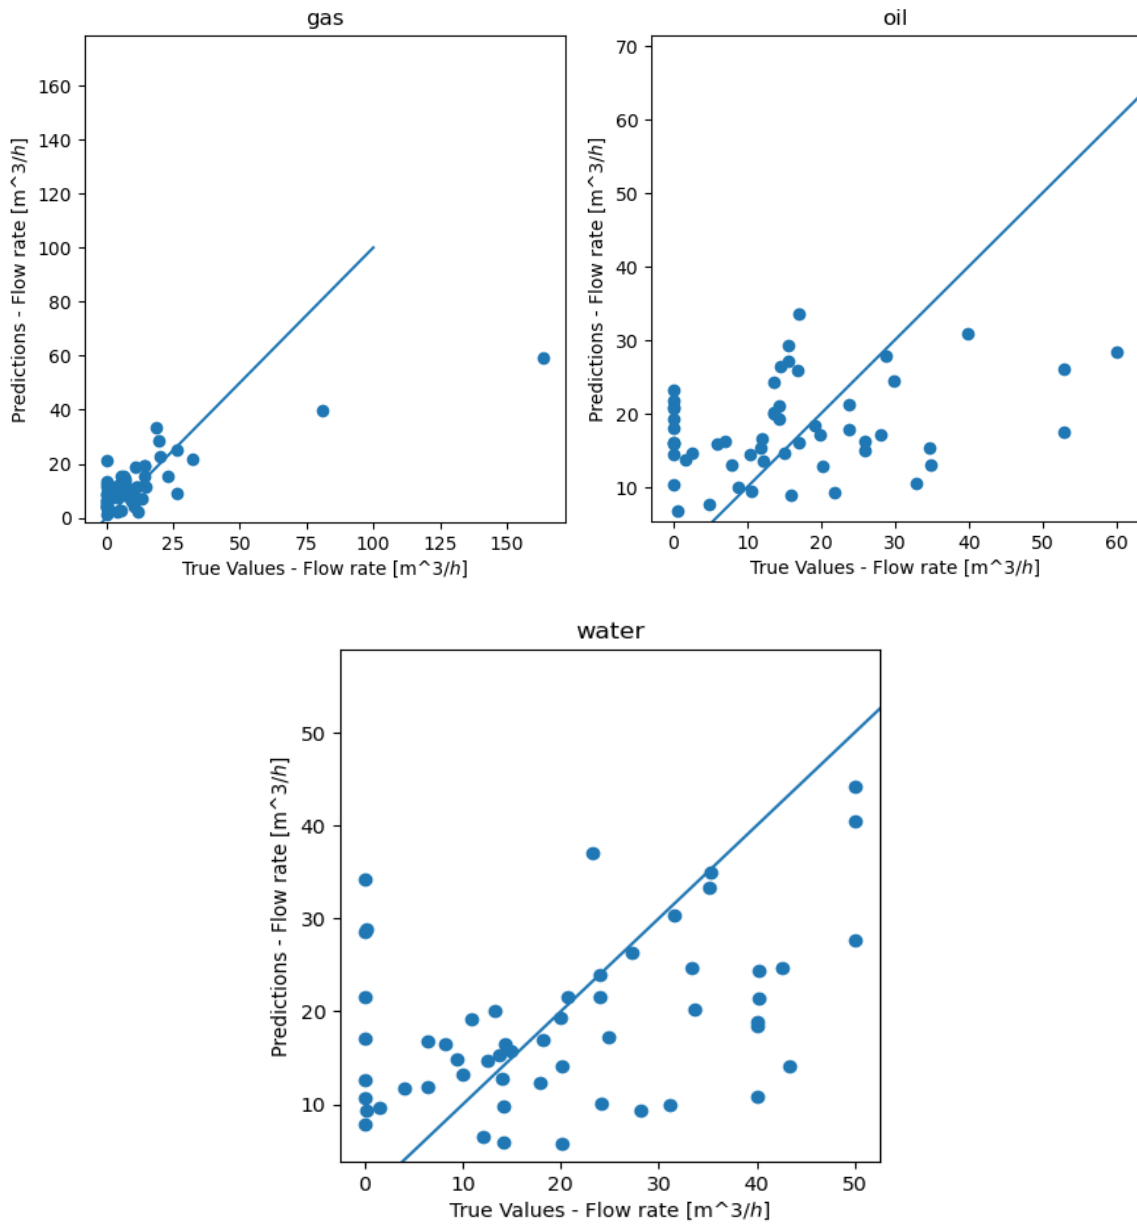 gas
160
140
120
100
80
60
40
20
0
Predictions - Flow rate [m^3/h]
0 25 50 75 100 125 150
True Values - Flow rate [m^3/h]
oil
70
60
50
40
30
20
10
Predictions - Flow rate [m^3/h]
0 10 20 30 40 50 60
True Values - Flow rate [m^3/h]
water
50
40
30
20
10
Predictions - Flow rate [m^3/h]
0 10 20 30 40 50
True Values - Flow rate [m^3/h]